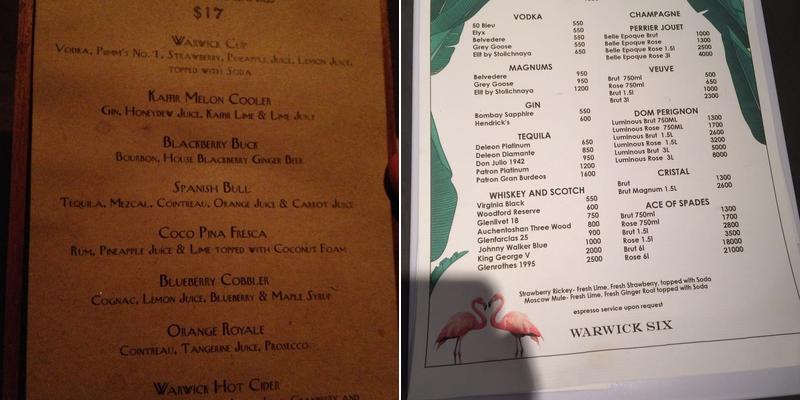 $17
Warwick Cup
Vodka, Pimm's No. 1, Strawberry, Pineapple Juice, Lemon Juice,
topped with Soda
Kaffir Melon Cooler
Gin, Honeydew Juice, Kaffir Lime & Lime Juice
Blackberry Buck
Bourbon, House Blackberry Ginger Beer
Spanish Bull
Tequila, Mezcal, Cointreau, Orange Juice & Carrot Juice
Coco Pina Fresca
Rum, Pineapple Juice & Lime topped with Coconut Foam
Blueberry Cobbler
Cognac, Lemon Juice, Blueberry & Maple Syrup
Orange Royale
Cointreau, Tangerine Juice, Prosecco
Warwick Hot Cider
VODKA
50 Bleu 550
Elyx 550
Belvedere 550
Grey Goose 550
Elit by Stolichnaya 650
MAGNUMS
Belvedere 950
Grey Goose 950
Elit by Stolichnaya 1200
GIN
Bombay Sapphire 550
Hendrick's 600
TEQUILA
Deleon Platinum 650
Deleon Diamante 850
Don Julio 1942 950
Patron Platinum 1200
Patron Gran Burdeos 1600
WHISKEY AND SCOTCH
Virginia Black 550
Woodford Reserve 600
Glenlivet 18 750
Auchentoshan Three Wood 800
Glenfarclas 25 900
Johnny Walker Blue 1000
King George V 2000
Glenrothes 1995 2500
CHAMPAGNE
PERRIER JOUET
Belle Epoque Brut 1000
Belle Epoque Rose 1300
Belle Epoque Rose 1.5l 2500
Belle Epoque Rose 3l 4000
VEUVE
Brut 750ml 500
Rose 750ml 650
Brut 1.5l 1000
Brut 3l 2300
DOM PERIGNON
Luminous Brut 750ML 1300
Luminous Rose 750ML 1700
Luminous Brut 1.5L 2600
Luminous Rose 1.5L 3200
Luminous Brut 3L 5000
Luminous Rose 3L 8000
CRISTAL
Brut 1300
Brut Magnum 1.5L 2600
ACE OF SPADES
Brut 750ml 1300
Rose 750ml 1700
Brut 1.5l 2800
Rose 1.5l 3500
Brut 6l 18000
Rose 6l 21000
Strawberry Rickey- Fresh Lime, Fresh Strawberry, topped with Soda
Moscow Mule- Fresh Lime, Fresh Ginger Root topped with Soda
espresso service upon request
WARWICK SIX